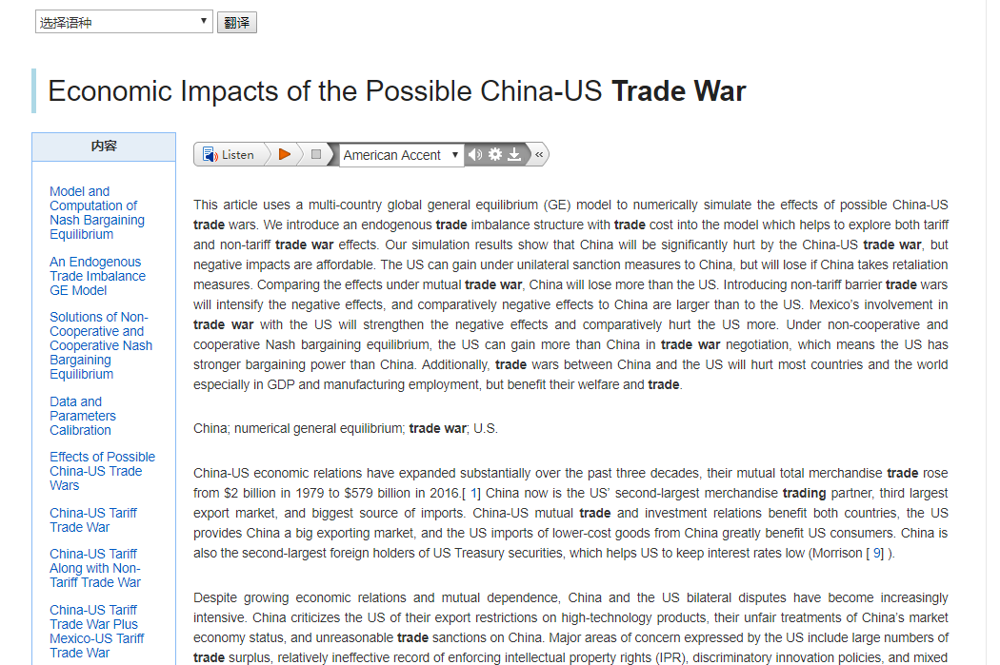 选择语种
翻译
Economic Impacts of the Possible China-US Trade War
内容
Model and
Computation of
Nash Bargaining
Equilibrium
An Endogenous
Trade Imbalance
GE Model
Solutions of Non-
Cooperative and
Cooperative Nash
Bargaining
Equilibrium
Data and
Parameters
Calibration
Effects of Possible
China-US Trade
Wars
China-US Tariff
Trade War
China-US Tariff
Along with Non-
Tariff Trade War
China-US Tariff
Trade War Plus
Mexico-US Tariff
Trade War
Listen
American Accent
This article uses a multi-country global general equilibrium (GE) model to numerically simulate the effects of possible China-US
trade wars. We introduce an endogenous trade imbalance structure with trade cost into the model which helps to explore both tariff
and non-tariff trade war effects. Our simulation results show that China will be significantly hurt by the China-US trade war, but
negative impacts are affordable. The US can gain under unilateral sanction measures to China, but will lose if China takes retaliation
measures. Comparing the effects under mutual trade war, China will lose more than the US. Introducing non-tariff barrier trade wars
will intensify the negative effects, and comparatively negative effects to China are larger than to the US. Mexico's involvement in
trade war with the US will strengthen the negative effects and comparatively hurt the US more. Under non-cooperative and
cooperative Nash bargaining equilibrium, the US can gain more than China in trade war negotiation, which means the US has
stronger bargaining power than China. Additionally, trade wars between China and the US will hurt most countries and the world
especially in GDP and manufacturing employment, but benefit their welfare and trade.
China; numerical general equilibrium; trade war; U.S.
China-US economic relations have expanded substantially over the past three decades, their mutual total merchandise trade rose
from $2 billion in 1979 to $579 billion in 2016.[ 1] China now is the US' second-largest merchandise trading partner, third largest
export market, and biggest source of imports. China-US mutual trade and investment relations benefit both countries, the US
provides China a big exporting market, and the US imports of lower-cost goods from China greatly benefit US consumers. China is
also the second-largest foreign holders of US Treasury securities, which helps US to keep interest rates low (Morrison [ 9] ).
Despite growing economic relations and mutual dependence, China and the US bilateral disputes have become increasingly
intensive. China criticizes the US of their export restrictions on high-technology products, their unfair treatments of China's market
economy status, and unreasonable trade sanctions on China. Major areas of concern expressed by the US include large numbers of
trade surplus, relatively ineffective record of enforcing intellectual property rights (IPR), discriminatory innovation policies, and mixed